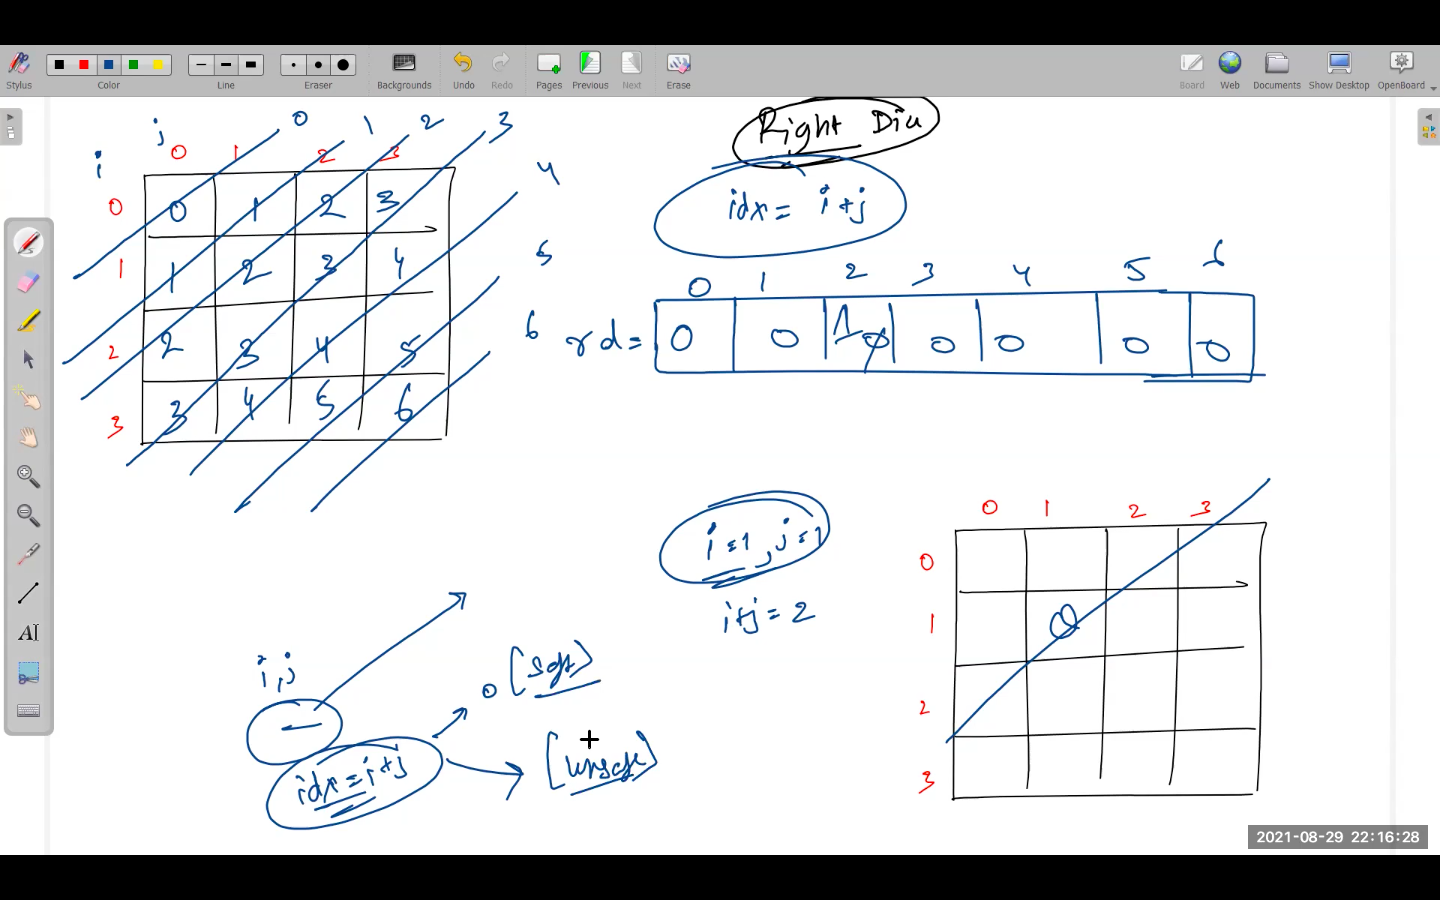 Stylus Color Line Eraser Backgrounds Undo Redo Pages Previous Next Erase Board Web Documents Show Desktop OpenBoard
Right Dia
idx = i+j
j
0 1 2 3
i
0 1 2 3
0 0 1 2 3
4
1 1 2 3 4
5
2 2 3 4 5
6
3 3 4 5 6
0 1 2 3 4 5 6
rd = 0 0 1 0 0 0 0 0
i=1, j=1
i+j = 2
0 1 2 3
0
1 Q
2
3
i,j
idx = i+j
0 [safe]
[unsafe]
AI
2021-08-29 22:16:28